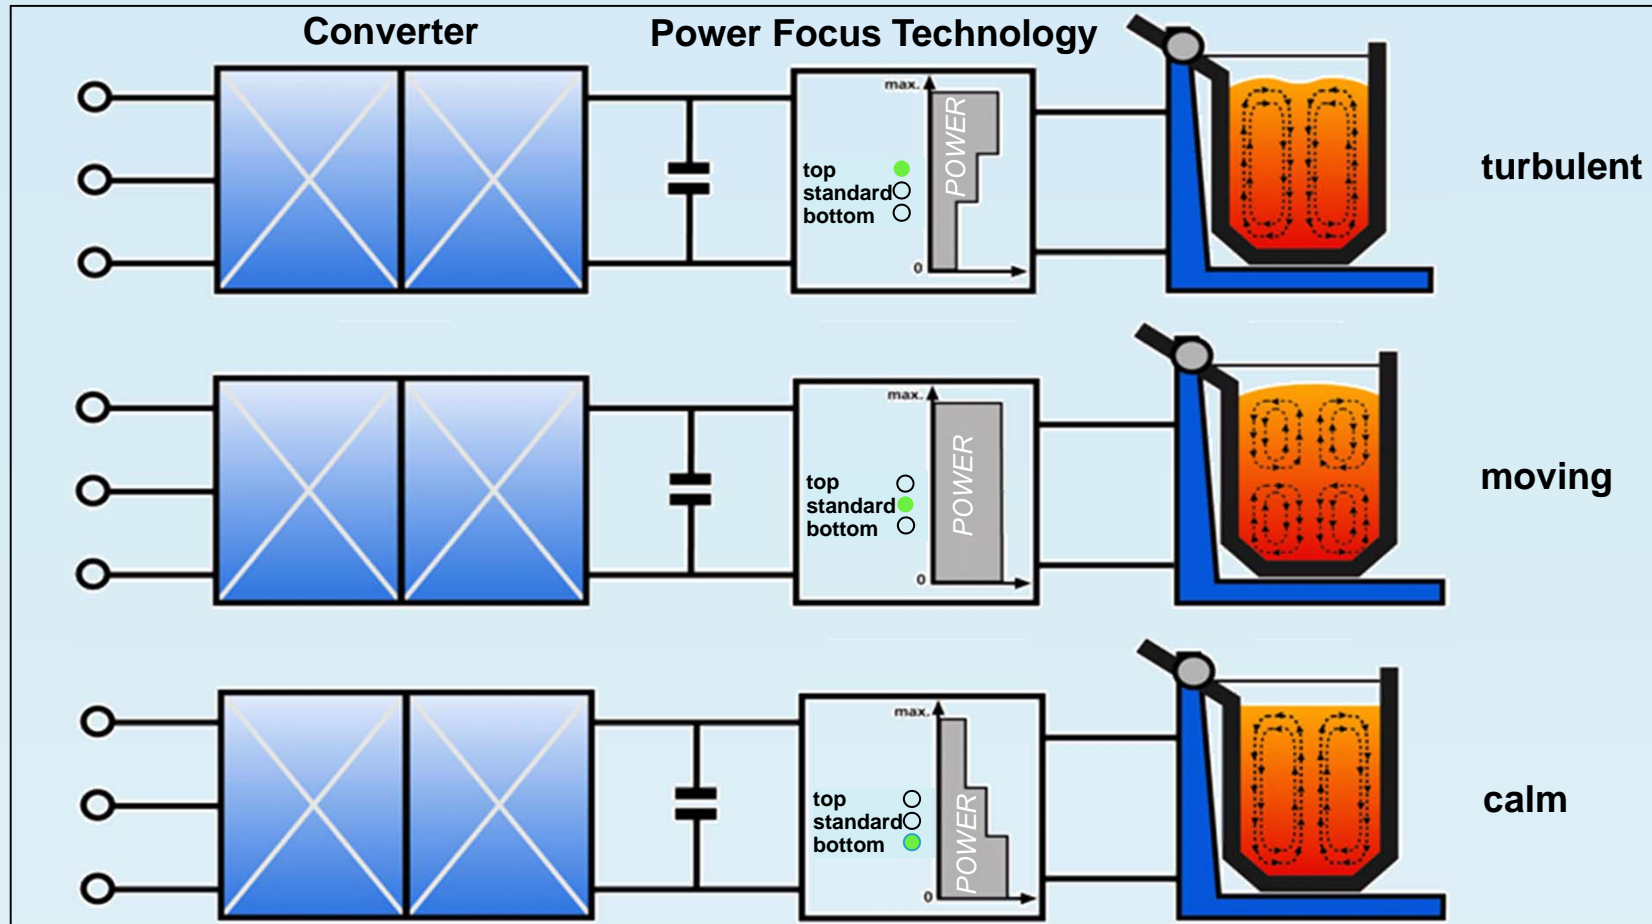 Converter
Power Focus Technology
max.
POWER
top
standard
bottom
0
turbulent
max.
POWER
top
standard
bottom
0
moving
max.
POWER
top
standard
bottom
0
calm